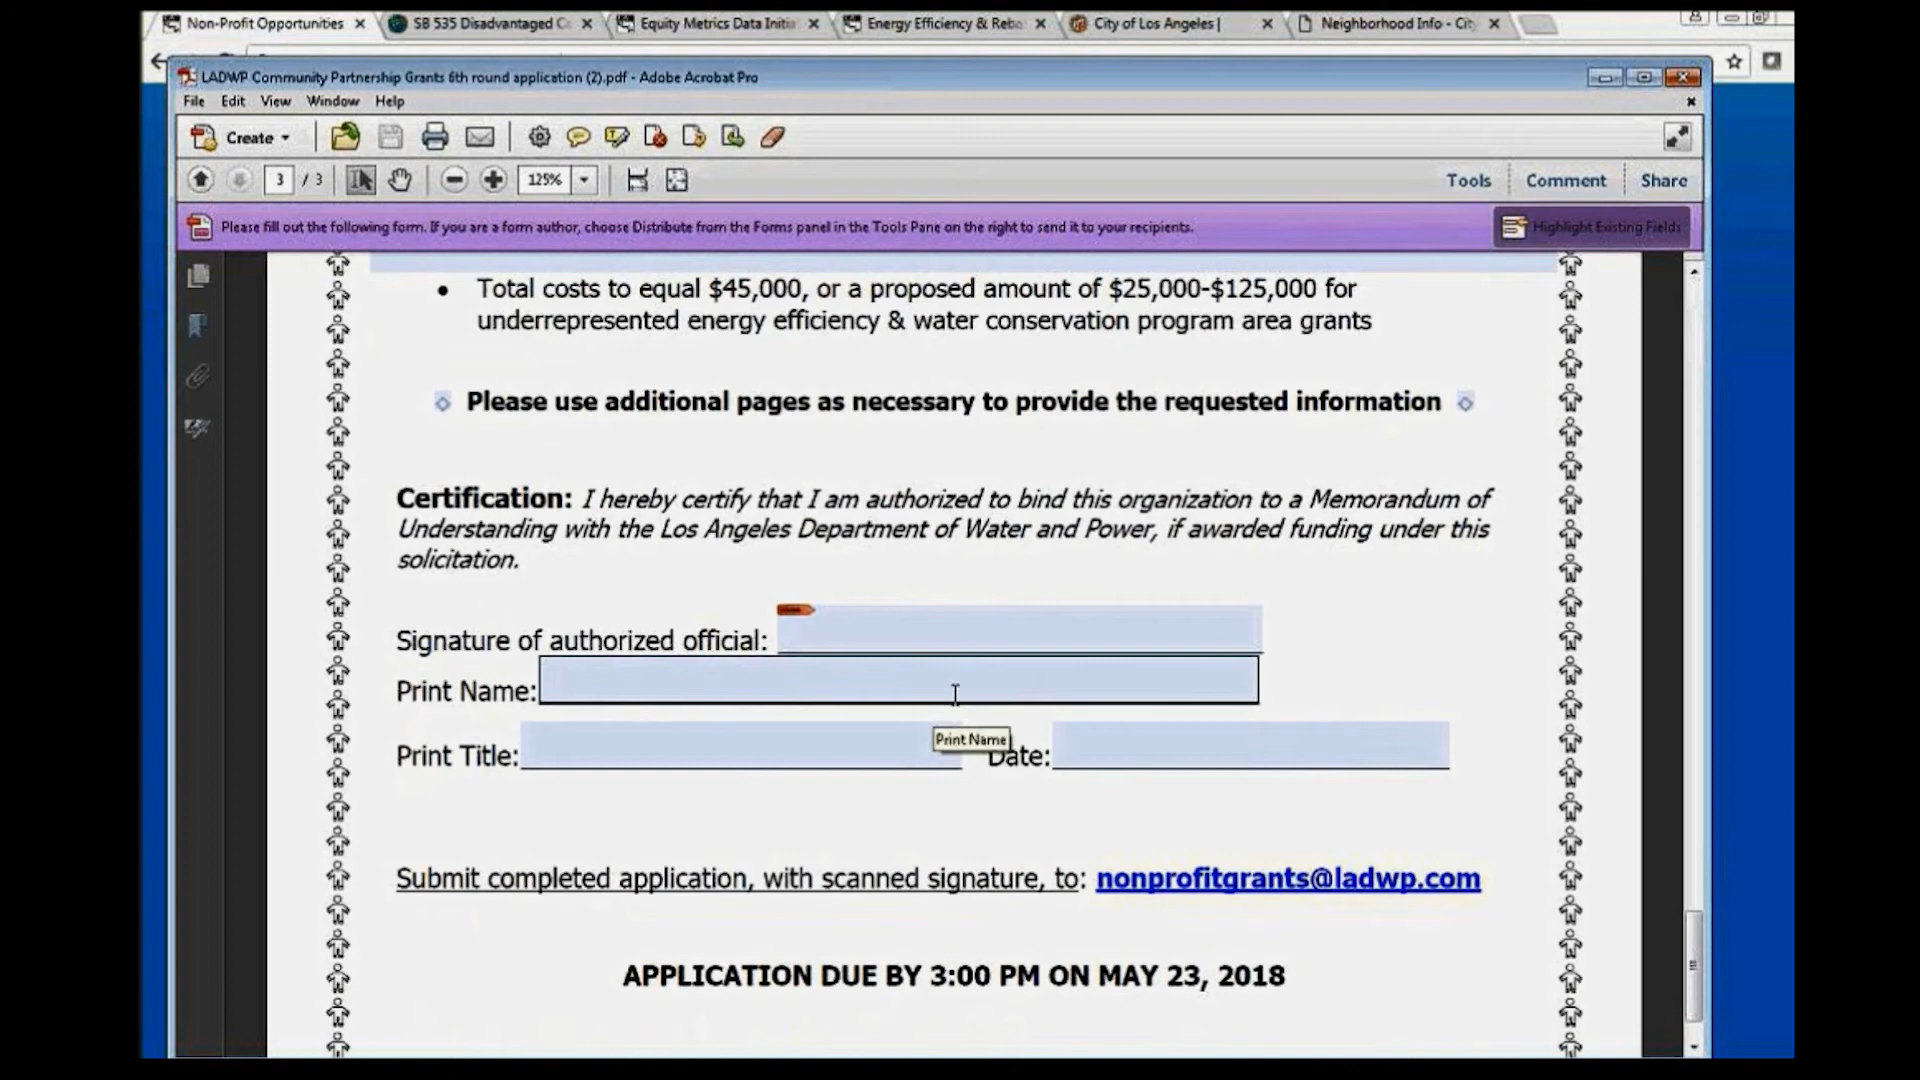 Non-Profit Opportunities
SB 535 Disadvantaged C
Equity Metrics Data Initia
Energy Efficiency & Reba
City of Los Angeles |
Neighborhood Info - City
LADWP Community Partnership Grants 6th round application (2).pdf - Adobe Acrobat Pro
File Edit View Window Help
Create
3 / 3 125% Tools Comment Share
Please fill out the following form. If you are a form author, choose Distribute from the Forms panel in the Tools Pane on the right to send it to your recipients.
Highlight Existing Fields
• Total costs to equal $45,000, or a proposed amount of $25,000-$125,000 for
underrepresented energy efficiency & water conservation program area grants
Please use additional pages as necessary to provide the requested information
Certification: I hereby certify that I am authorized to bind this organization to a Memorandum of
Understanding with the Los Angeles Department of Water and Power, if awarded funding under this
solicitation.
Signature of authorized official:
Print Name:
Print Name
Print Title: Date:
Submit completed application, with scanned signature, to: nonprofitgrants@ladwp.com
APPLICATION DUE BY 3:00 PM ON MAY 23, 2018